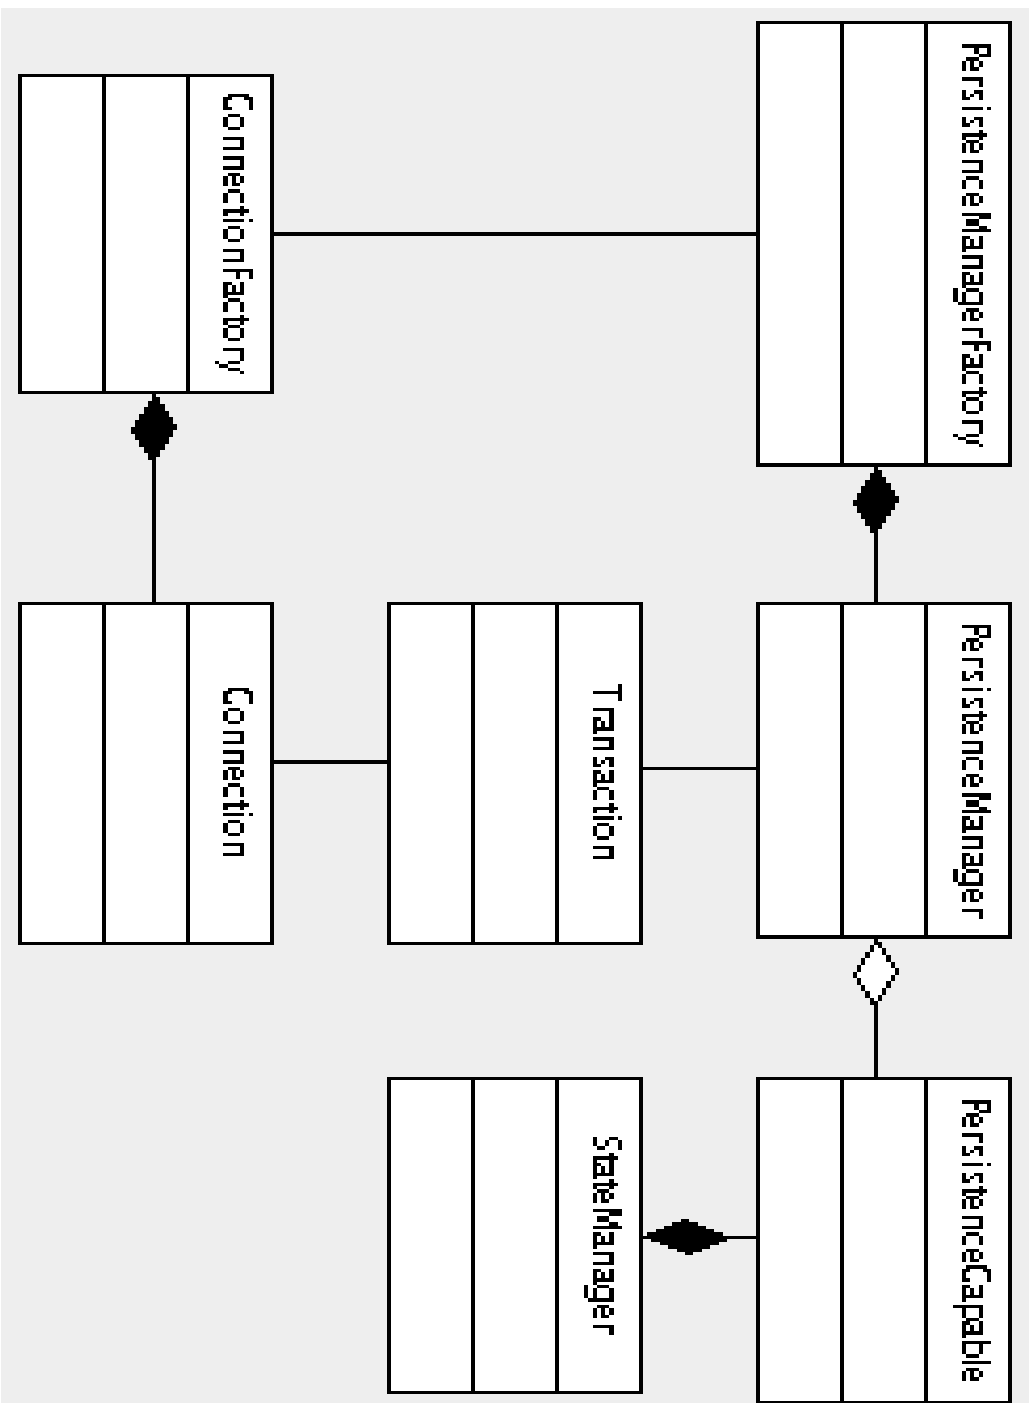 PersistenceManagerFactory
PersistenceManager
PersistenceCapable
Transaction
StateManager
ConnectionFactory
Connection